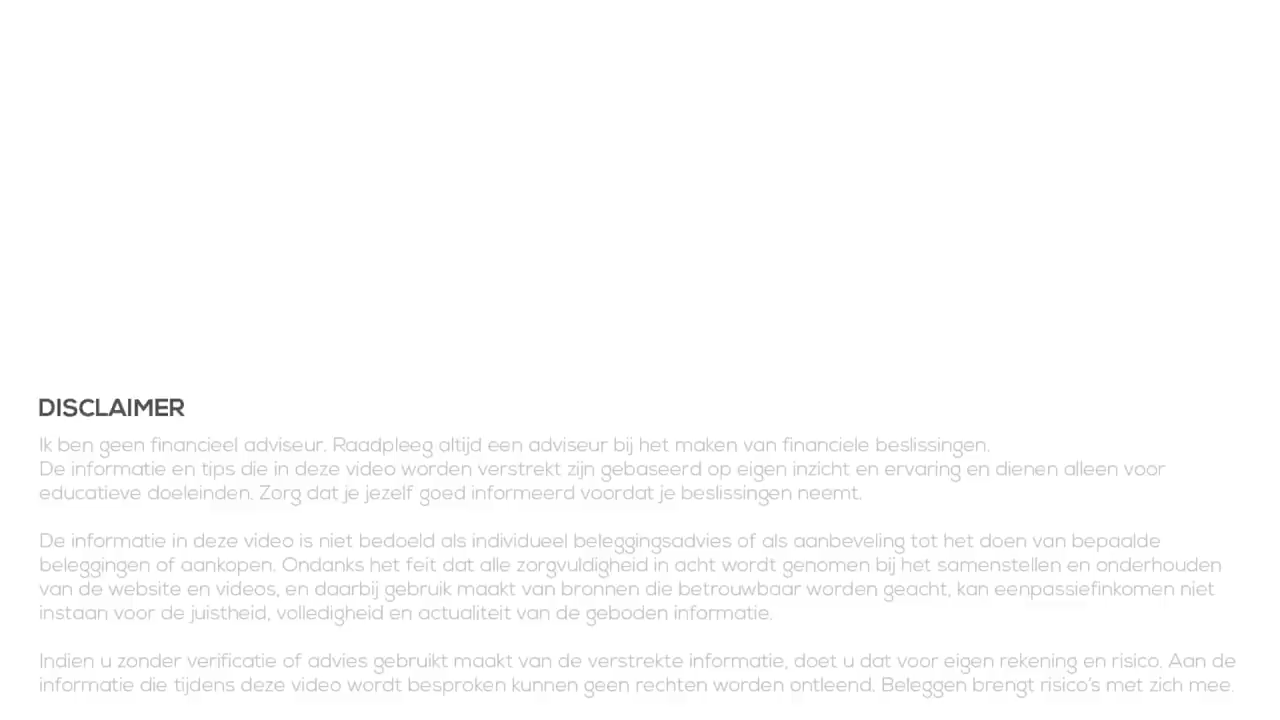 DISCLAIMER
Ik ben geen financieel adviseur. Raadpleeg altijd een adviseur bij het maken van financiele beslissingen.
De informatie en tips die in deze video worden verstrekt zijn gebaseerd op eigen inzicht en ervaring en dienen alleen voor
educatieve doeleinden. Zorg dat je jezelf goed informeerd voordat je beslissingen neemt.
De informatie in deze video is niet bedoeld als individueel beleggingsadvies of als aanbeveling tot het doen van bepaalde
beleggingen of aankopen. Ondanks het feit dat alle zorgvuldigheid in acht wordt genomen bij het samenstellen en onderhouden
van de website en videos, en daarbij gebruik maakt van bronnen die betrouwbaar worden geacht, kan eenpassiefinkomen niet
instaan voor de juistheid, volledigheid en actualiteit van de geboden informatie.
Indien u zonder verificatie of advies gebruikt maakt van de verstrekte informatie, doet u dat voor eigen rekening en risico. Aan de
informatie die tijdens deze video wordt besproken kunnen geen rechten worden ontleend. Beleggen brengt risico's met zich mee.